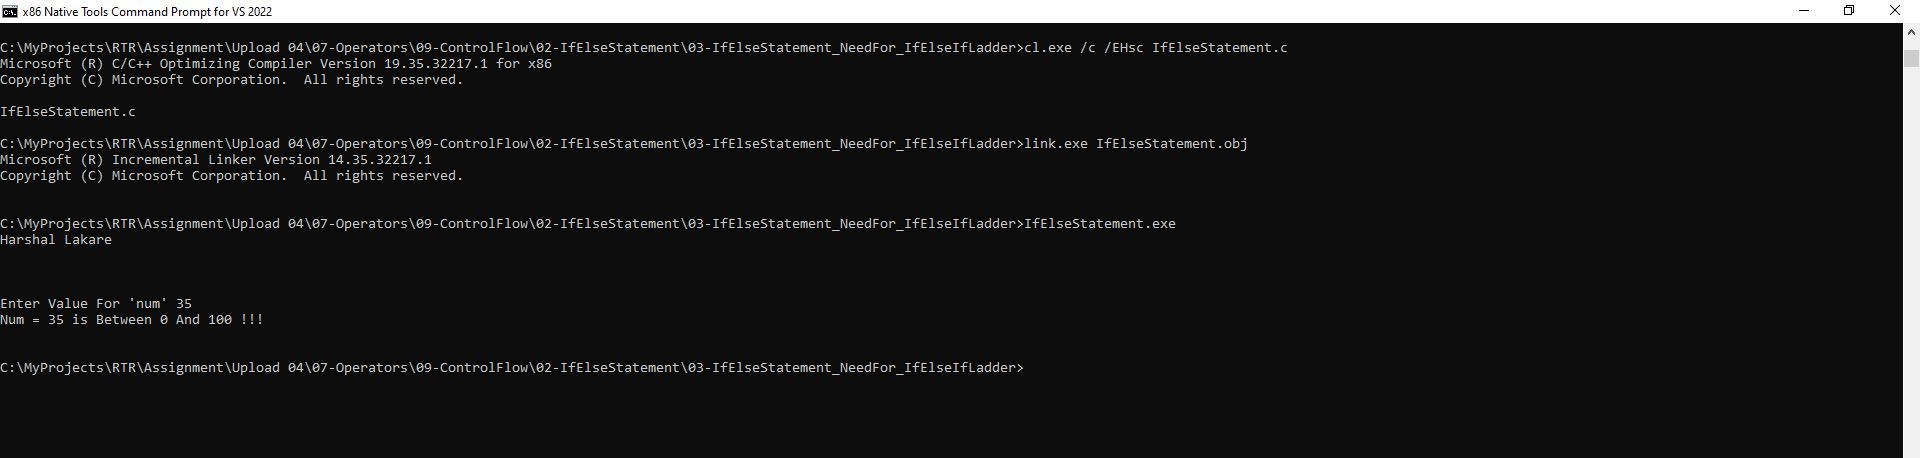 x86 Native Tools Command Prompt for VS 2022
C:\MyProjects\RTR\Assignment\Upload 04\07-Operators\09-ControlFlow\02-IfElseStatement\03-IfElseStatement_NeedFor_IfElseIfLadder>cl.exe /c /EHsc IfElseStatement.c
Microsoft (R) C/C++ Optimizing Compiler Version 19.35.32217.1 for x86
Copyright (C) Microsoft Corporation.  All rights reserved.
IfElseStatement.c
C:\MyProjects\RTR\Assignment\Upload 04\07-Operators\09-ControlFlow\02-IfElseStatement\03-IfElseStatement_NeedFor_IfElseIfLadder>link.exe IfElseStatement.obj
Microsoft (R) Incremental Linker Version 14.35.32217.1
Copyright (C) Microsoft Corporation.  All rights reserved.
C:\MyProjects\RTR\Assignment\Upload 04\07-Operators\09-ControlFlow\02-IfElseStatement\03-IfElseStatement_NeedFor_IfElseIfLadder>IfElseStatement.exe
Harshal Lakare
Enter Value For 'num' 35
Num = 35 is Between 0 And 100 !!!
C:\MyProjects\RTR\Assignment\Upload 04\07-Operators\09-ControlFlow\02-IfElseStatement\03-IfElseStatement_NeedFor_IfElseIfLadder>